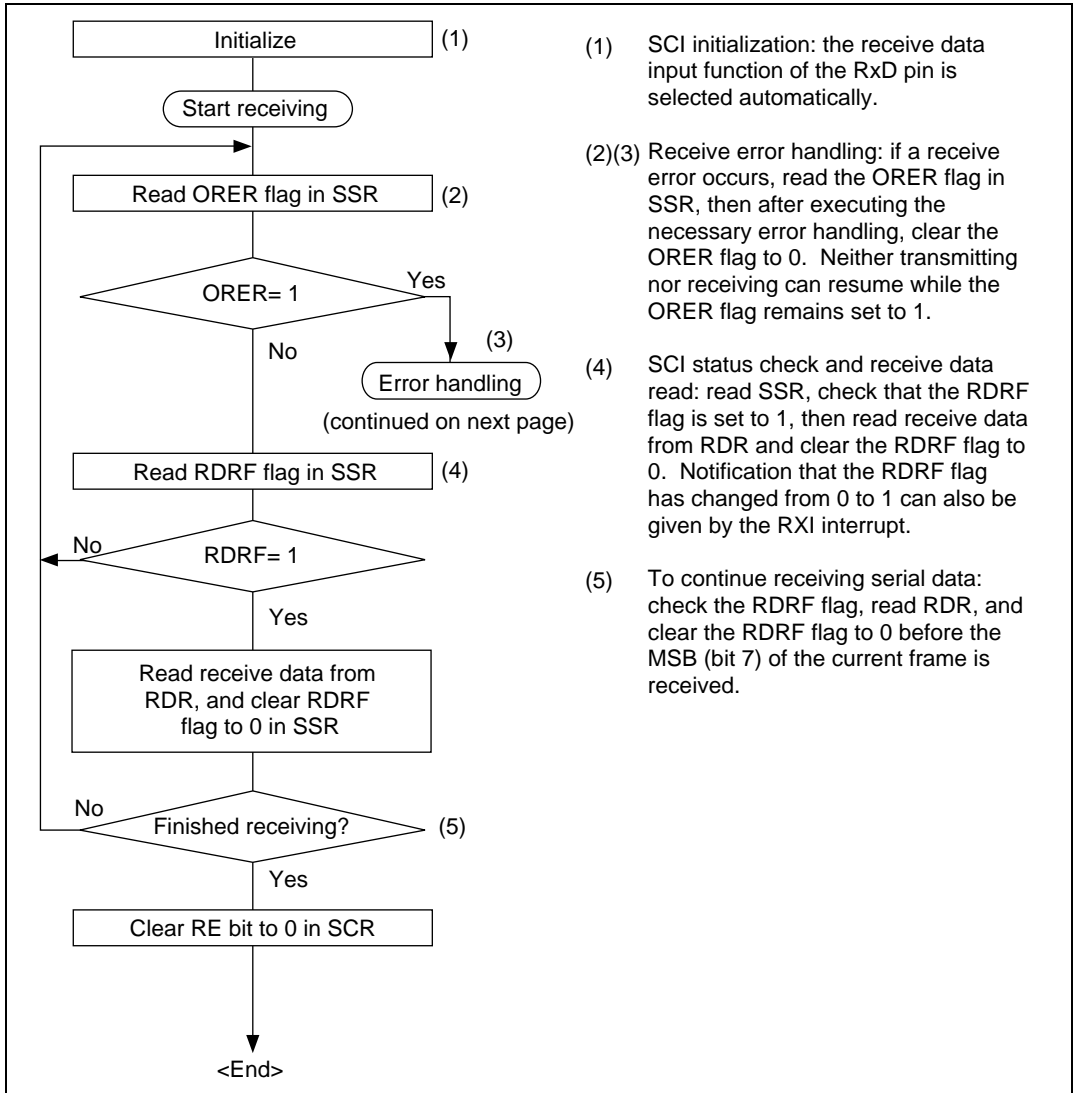 Initialize (1)
Start receiving
Read ORER flag in SSR (2)
ORER= 1
Yes
No
(3)
Error handling
(continued on next page)
Read RDRF flag in SSR (4)
No
RDRF= 1
Yes
Read receive data from
RDR, and clear RDRF
flag to 0 in SSR
No
Finished receiving? (5)
Yes
Clear RE bit to 0 in SCR
<End>
(1) SCI initialization: the receive data
input function of the RxD pin is
selected automatically.
(2)(3) Receive error handling: if a receive
error occurs, read the ORER flag in
SSR, then after executing the
necessary error handling, clear the
ORER flag to 0.  Neither transmitting
nor receiving can resume while the
ORER flag remains set to 1.
(4) SCI status check and receive data
read: read SSR, check that the RDRF
flag is set to 1, then read receive data
from RDR and clear the RDRF flag to
0.  Notification that the RDRF flag
has changed from 0 to 1 can also be
given by the RXI interrupt.
(5) To continue receiving serial data:
check the RDRF flag, read RDR, and
clear the RDRF flag to 0 before the
MSB (bit 7) of the current frame is
received.